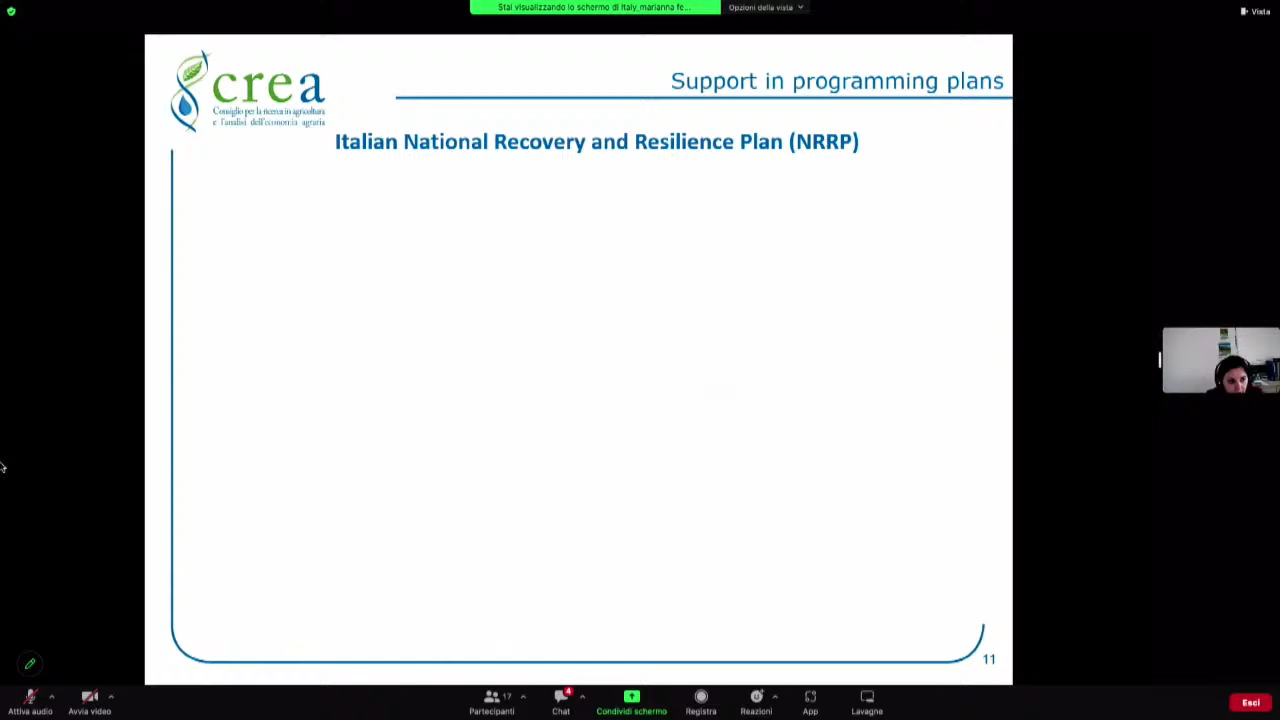 Stai visualizzando lo schermo di Italy_marianna fe...
Opzioni della vista
Vista
crea
Consiglio per la ricerca in agricoltura
e l'analisi dell'economia agraria
Support in programming plans
Italian National Recovery and Resilience Plan (NRRP)
11
Attiva audio
Avvia video
Partecipanti
17
Chat
4
Condividi schermo
Registra
Reazioni
App
Lavagne
Esci